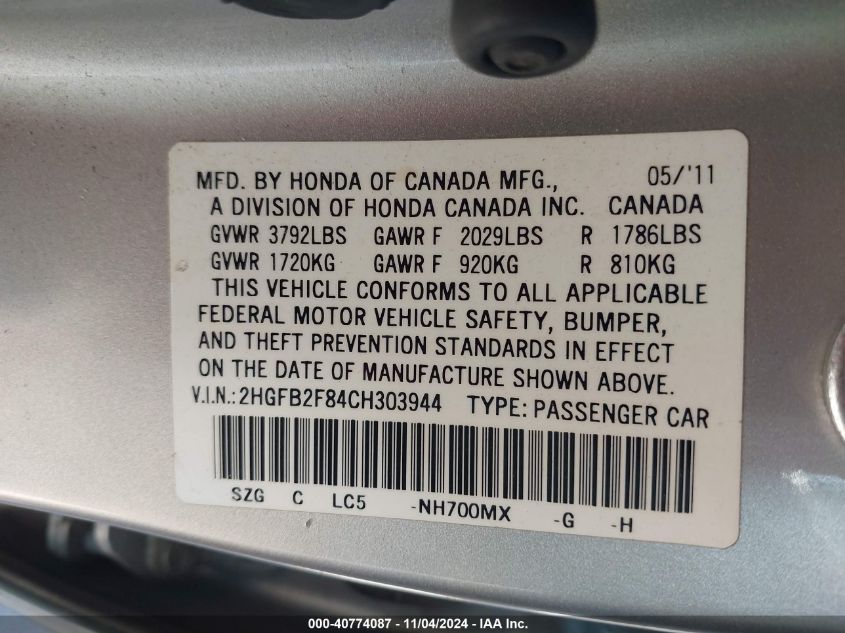 MFD. BY HONDA OF CANADA MFG., 05/'11
A DIVISION OF HONDA CANADA INC. CANADA
GVWR 3792LBS GAWR F 2029LBS R 1786LBS
GVWR 1720KG GAWR F 920KG R 810KG
THIS VEHICLE CONFORMS TO ALL APPLICABLE
FEDERAL MOTOR VEHICLE SAFETY, BUMPER,
AND THEFT PREVENTION STANDARDS IN EFFECT
ON THE DATE OF MANUFACTURE SHOWN ABOVE.
V.I.N.: 2HGFB2F84CH303944 TYPE: PASSENGER CAR
SZG C LC5 -NH700MX -G -H
000-40774087 - 11/04/2024 - IAA Inc.